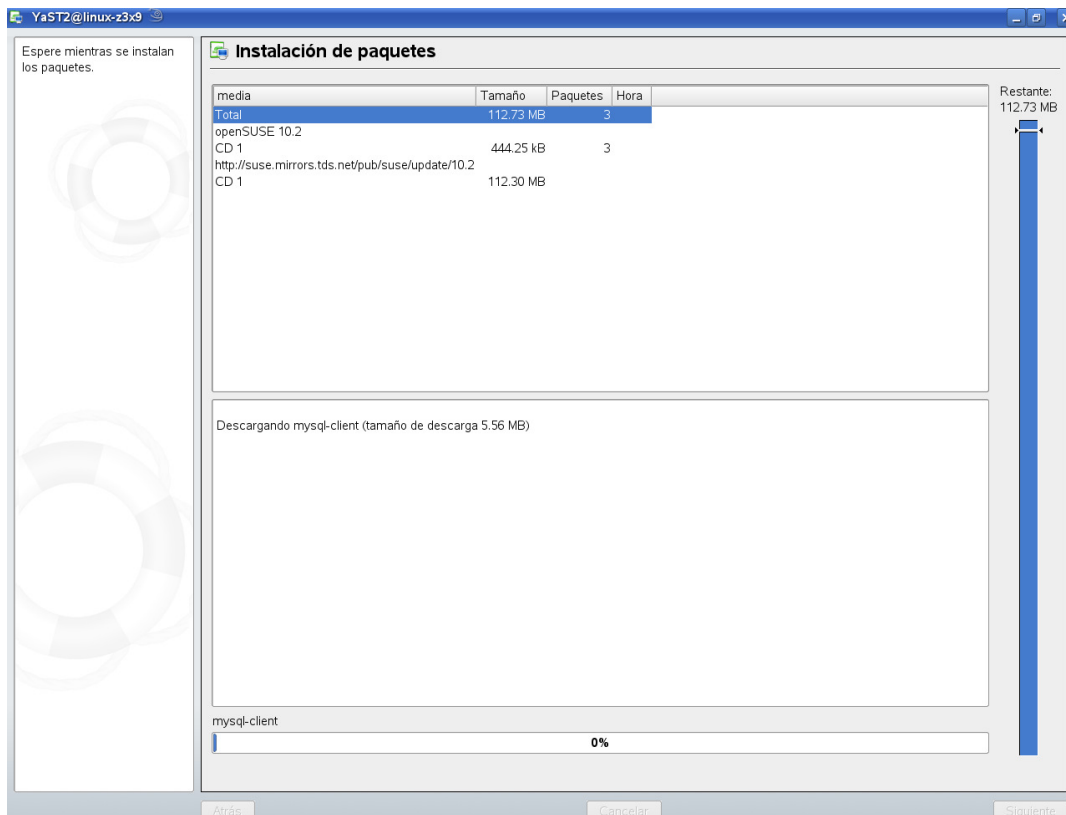 YaST2@linux-z3x9
Espere mientras se instalan
los paquetes.
Instalación de paquetes
media Tamaño Paquetes Hora
Total 112.73 MB 3
openSUSE 10.2
CD 1 444.25 kB 3
http://suse.mirrors.tds.net/pub/suse/update/10.2
CD 1 112.30 MB
Restante:
112.73 MB
Descargando mysql-client (tamaño de descarga 5.56 MB)
mysql-client
0%
Atrás Cancelar Siguiente